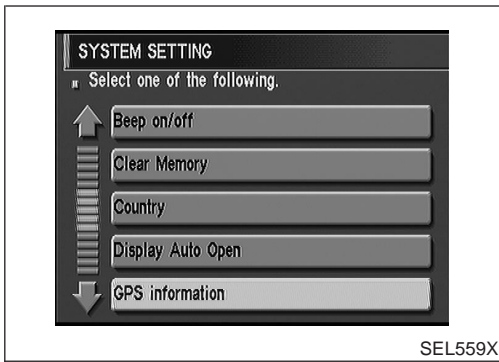 SYSTEM SETTING
Select one of the following.
Beep on/off
Clear Memory
Country
Display Auto Open
GPS information
SEL559X